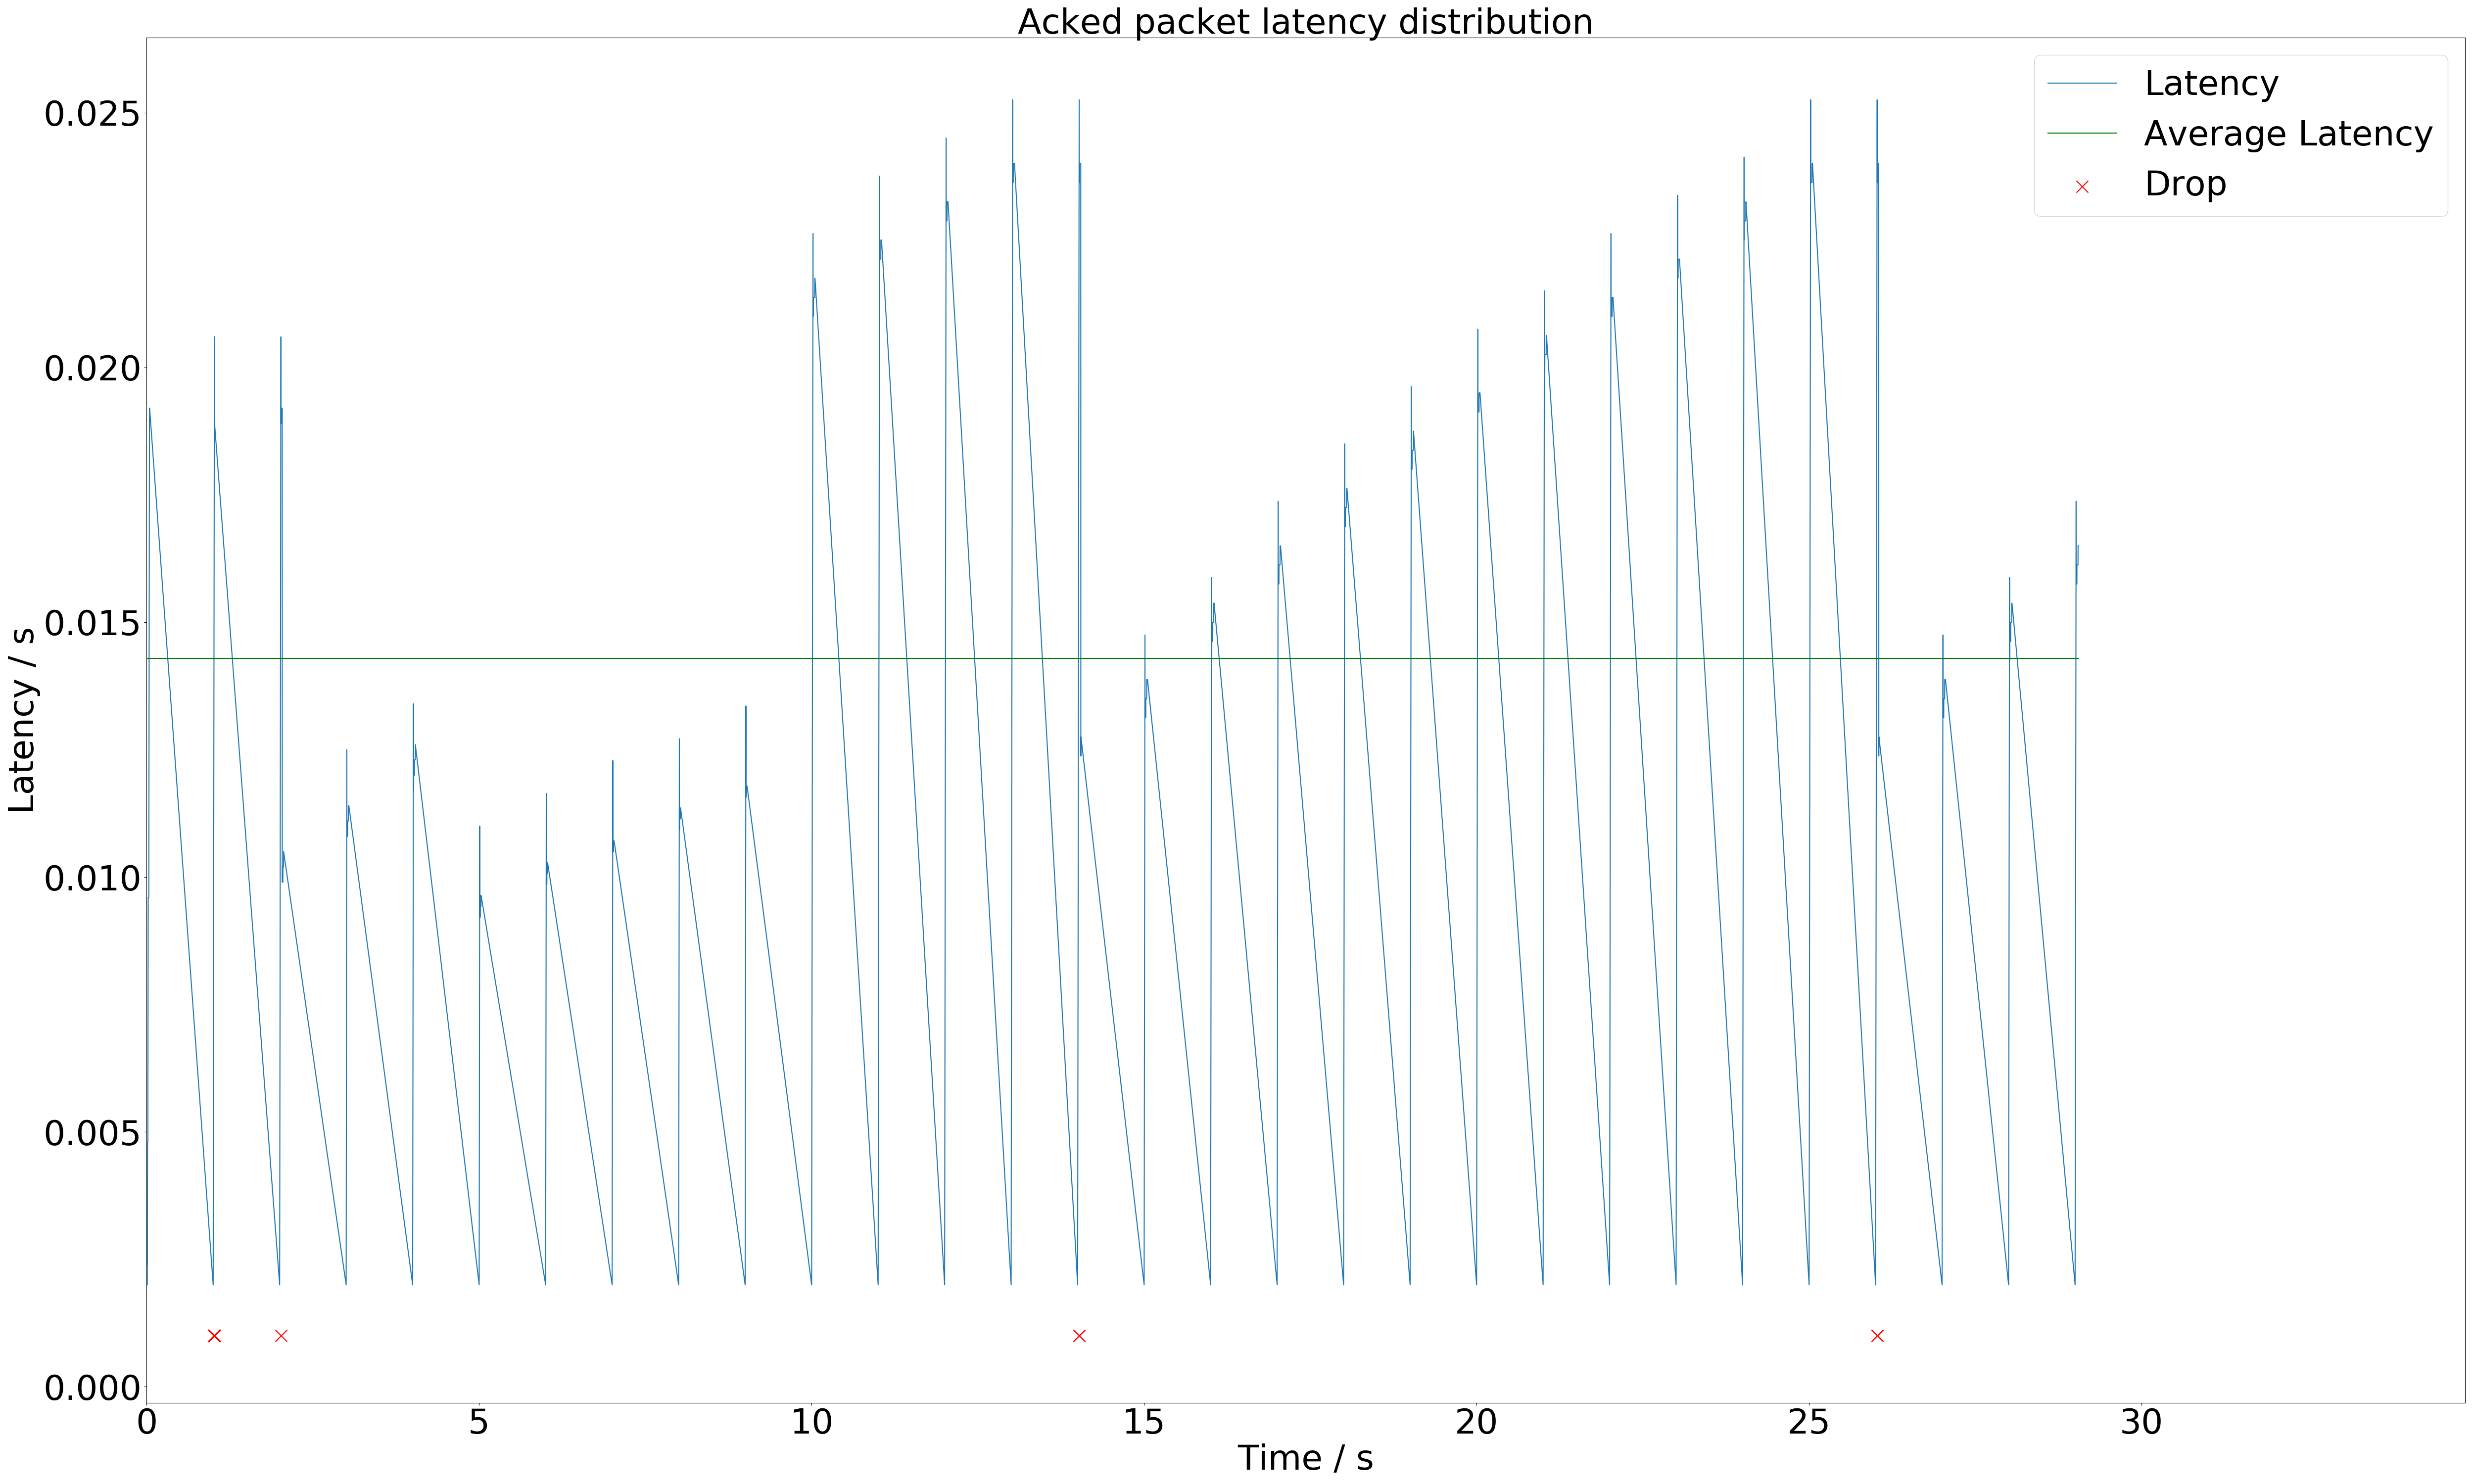 Acked packet latency distribution
Latency
Average Latency
Drop
0.025
0.020
0.015
0.010
0.005
0.000
Latency / s
0 5 10 15 20 25 30
Time / s